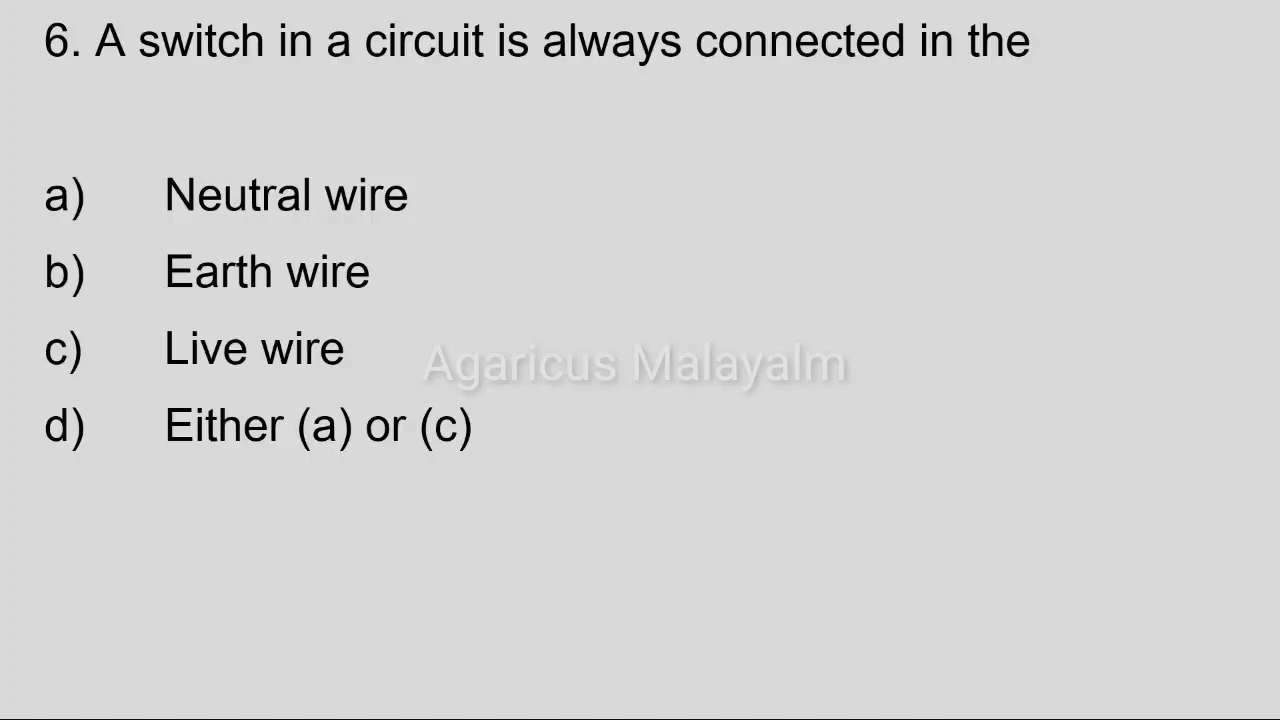 6. A switch in a circuit is always connected in the
a) Neutral wire
b) Earth wire
c) Live wire
Agaricus Malayalm
d) Either (a) or (c)